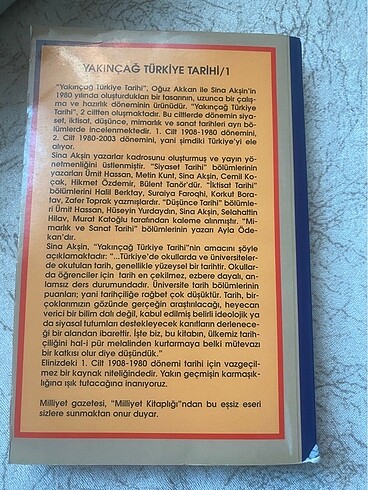 YAKINÇAĞ TÜRKİYE TARİHİ/1
"Yakınçağ Türkiye Tarihi", Oğuz Akkan ile Sina Akşin'in
1980 yılında oluşturdukları bir tasarının, uzunca bir çalış-
ma ve hazırlık döneminin ürünüdür. "Yakınçağ Türkiye
Tarihi", 2 ciltten oluşmaktadır. Bu ciltlerde dönemin siya-
set, iktisat, düşünce, mimarlık ve sanat tarihleri ayrı bö-
lümlerde incelenmektedir. 1. Cilt 1908-1980 dönemini,
2. Cilt 1980-2003 dönemini, yani şimdiki Türkiye'yi ele
alıyor.
Sina Akşin yazarlar kadrosunu oluşturmuş ve yayın yö-
netmenliğini üstlenmiştir. "Siyaset Tarihi" bölümlerinin
yazarları Ümit Hassan, Metin Kunt, Sina Akşin, Cemil Ko-
çak, Hikmet Özdemir, Bülent Tanör'dür. "İktisat Tarihi"
bölümlerini Halil Berktay, Suraiya Faroqhi, Korkut Bora-
tav, Zafer Toprak yazmışlardır. "Düşünce Tarihi" bölümle-
ri Ümit Hassan, Hüseyin Yurdaydın, Sina Akşin, Selahattin
Hilav, Murat Katoğlu tarafından kaleme alınmıştır. "Mi-
marlık ve Sanat Tarihi" bölümlerinin yazarı Ayla Öde-
kan'dır.
Sina Akşin, "Yakınçağ Türkiye Tarihi"nin amacını şöyle
açıklamaktadır: "...Türkiye'de okullarda ve üniversiteler-
de okutulan tarih, genellikle yüzeysel bir tarihtir. Okullar-
da öğrenciler için  tarih en çekilmez, ezbere dayalı, an-
lamsız ders durumundadır. Üniversite tarih bölümlerinin
puanları; yani tarihçiliğe rağbet çok düşüktür. Tarih, bir-
çoklarımızın gözünde gerçeğin araştırılacağı, heyecan
verici bir bilim dalı değil, kabul edilmiş belirli ideolojik ya
da siyasal tutumları destekleyecek kanıtların derlenece-
ği bir alandan ibarettir. İşte biz, bu kitabın, ülkemiz tarih-
çiliğini hal-i pür melalinden kurtarmaya belki mütevazı
bir katkısı olur diye düşündük."
Elinizdeki 1. Cilt 1908-1980 dönemi tarihi için vazgeçil-
mez bir kaynak niteliğindedir. Yakın geçmişin karmaşık-
lığına ışık tutacağına inanıyoruz.
Milliyet gazetesi, "Milliyet Kitaplığı"ndan bu eşsiz eseri
sizlere sunmaktan onur duyar.